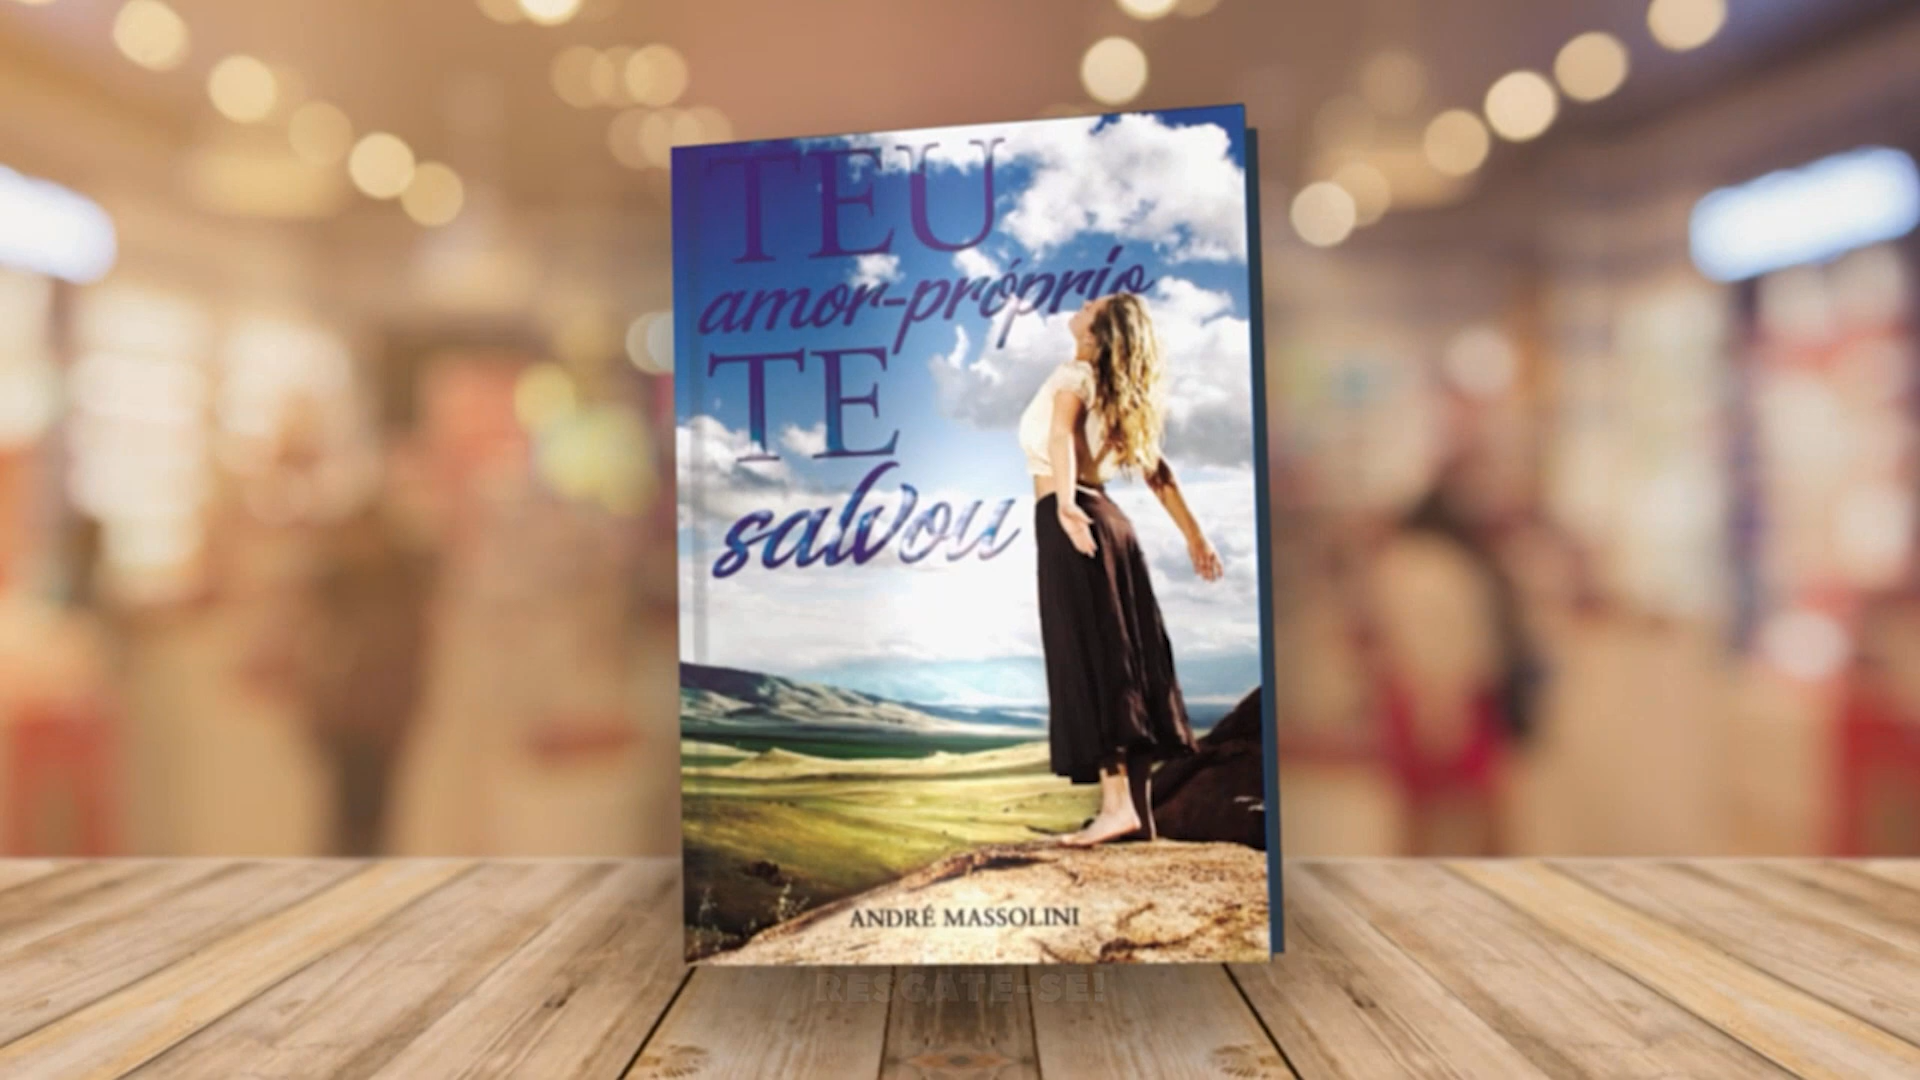 TEU
amor-próprio
TE
salvou
ANDRÉ MASSOLINI
RESGATE-SE!